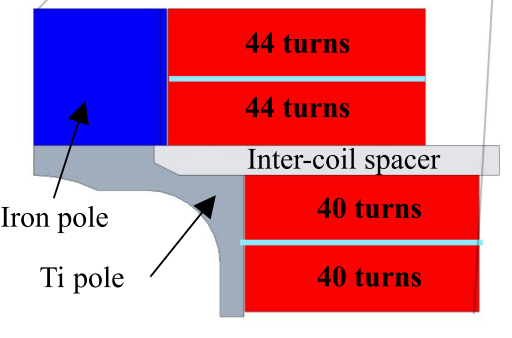 44 turns
44 turns
Inter-coil spacer
Iron pole
40 turns
Ti pole
40 turns